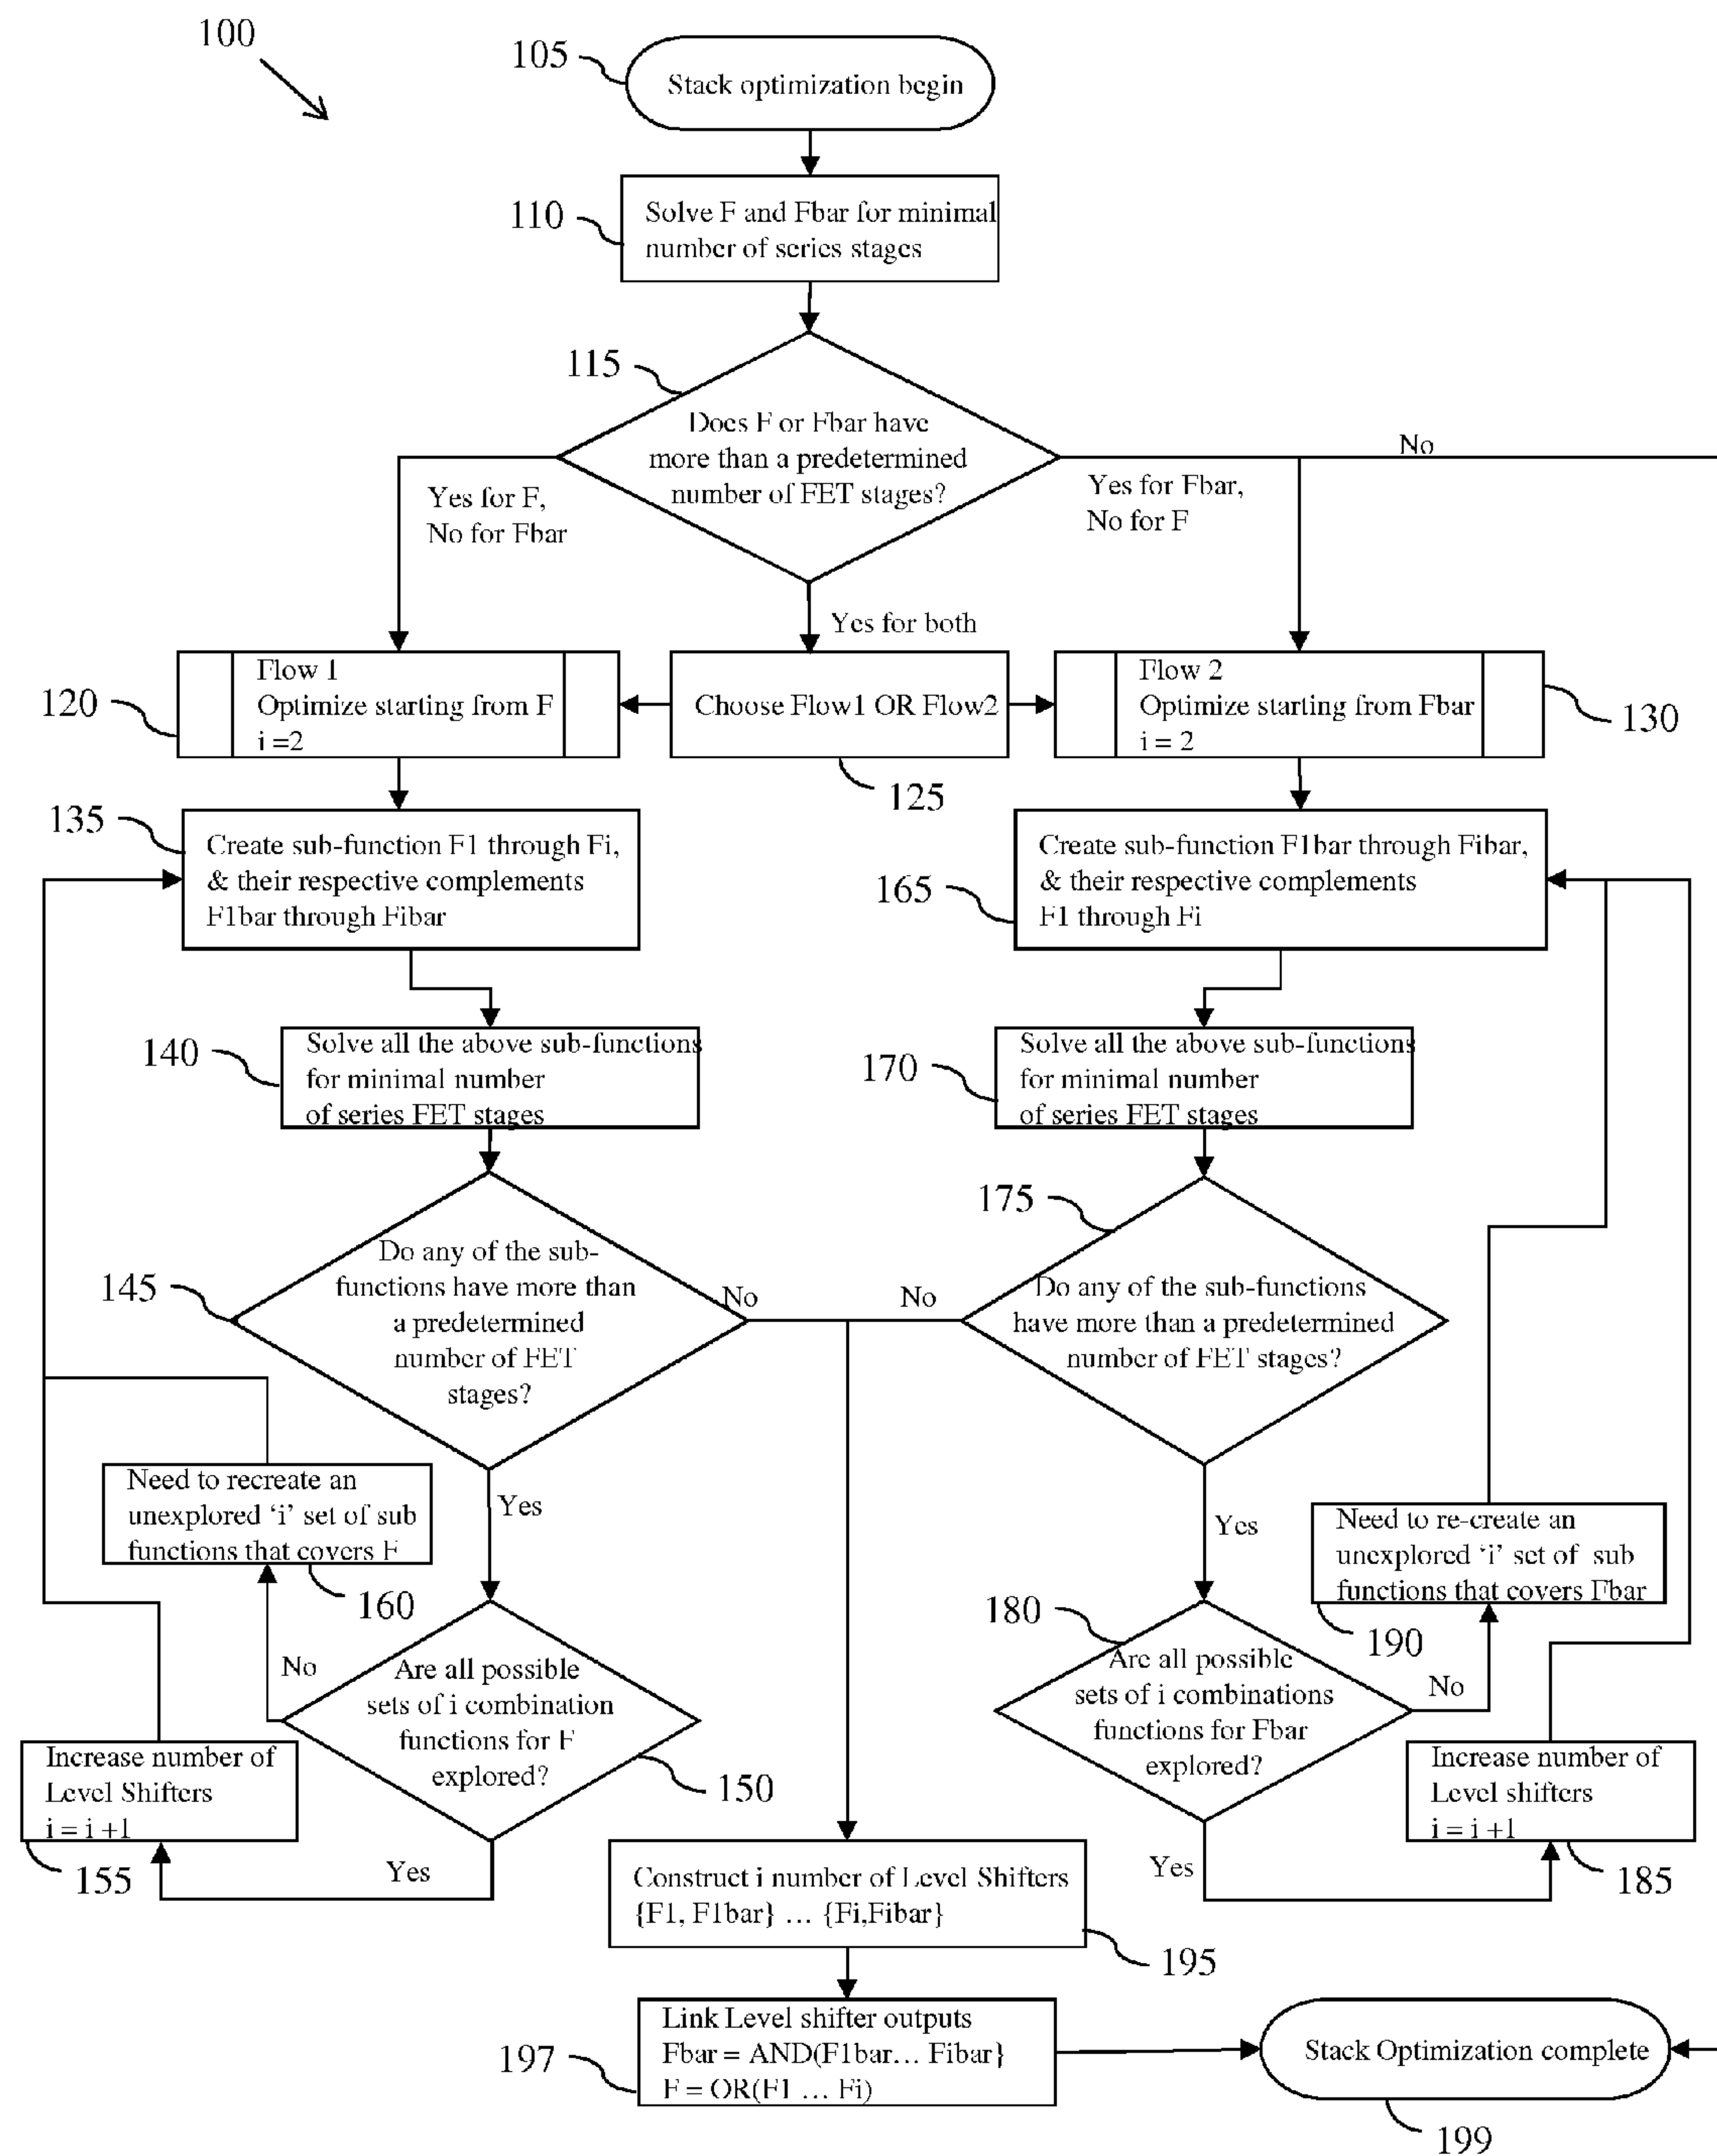 100
105
Stack optimization begin
110
Solve F and Fbar for minimal
number of series stages
115
Does F or Fbar have
more than a predetermined
number of FET stages?
No
Yes for F,
No for Fbar
Yes for Fbar,
No for F
Yes for both
120
Flow 1
Optimize starting from F
i =2
Choose Flow1 OR Flow2
125
Flow 2
Optimize starting from Fbar
i = 2
130
135
Create sub-function F1 through Fi,
& their respective complements
F1bar through Fibar
165
Create sub-function F1bar through Fibar,
& their respective complements
F1 through Fi
140
Solve all the above sub-functions
for minimal number
of series FET stages
170
Solve all the above sub-functions
for minimal number
of series FET stages
145
Do any of the sub-
functions have more than
a predetermined
number of FET
stages?
No
No
175
Do any of the sub-functions
have more than a predetermined
number of FET stages?
Yes
Yes
Need to recreate an
unexplored ‘i’ set of sub
functions that covers F
160
Need to re-create an
unexplored ‘i’ set of sub
functions that covers Fbar
190
No
Are all possible
sets of i combination
functions for F
explored?
150
180
Are all possible
sets of i combinations
functions for Fbar
explored?
No
Increase number of
Level Shifters
i = i +1
155
Yes
Yes
Increase number of
Level shifters
i = i +1
185
Construct i number of Level Shifters
{F1, F1bar} … {Fi,Fibar}
195
197
Link Level shifter outputs
Fbar = AND(F1bar… Fibar}
F = OR(F1 … Fi)
Stack Optimization complete
199